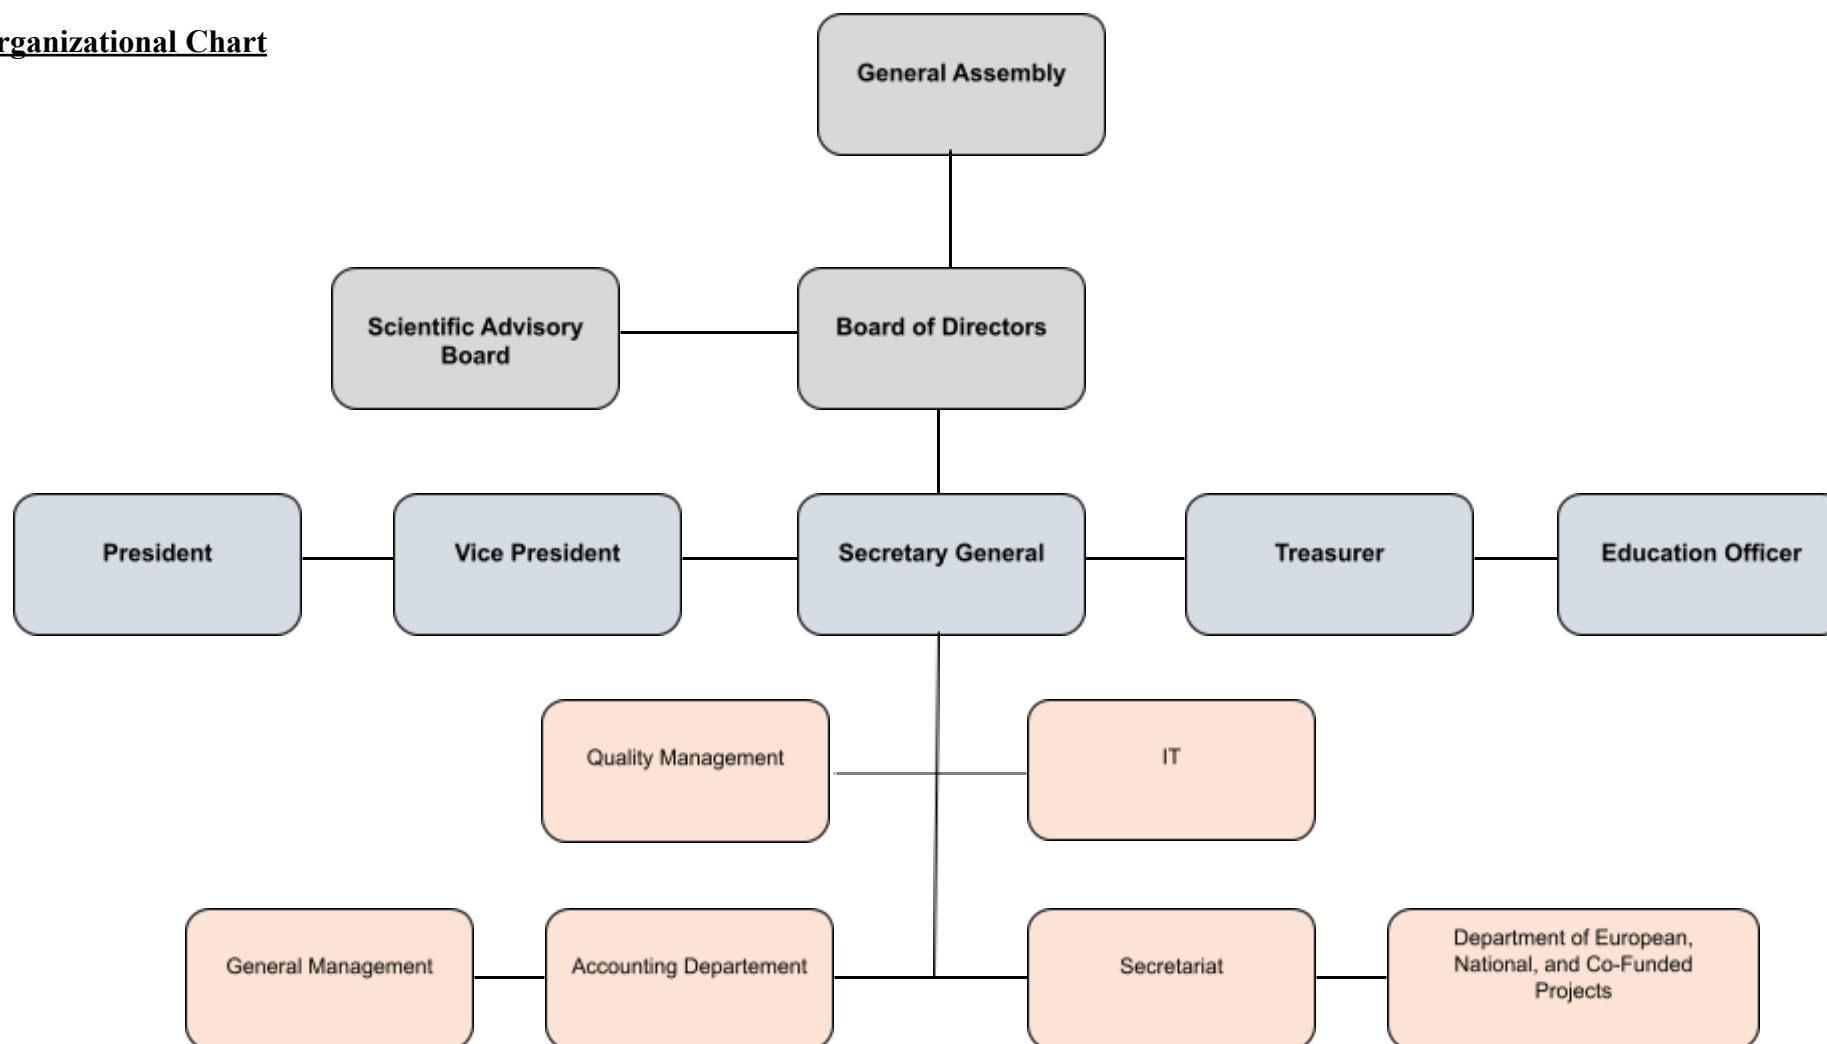 rganizational Chart
General Assembly
Scientific Advisory
Board
Board of Directors
President
Vice President
Secretary General
Treasurer
Education Officer
Quality Management
IT
General Management
Accounting Departement
Secretariat
Department of European,
National, and Co-Funded
Projects